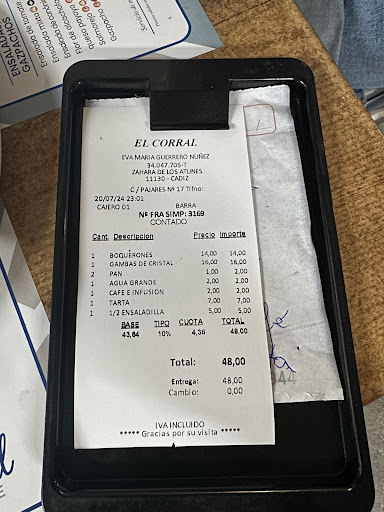 ENSALADAS
GAZPACHOS
Ensalada de tomate
EL CORRAL
EVA MARIA GUERRERO NUÑEZ
34.047.705-T
ZAHARA DE LOS ATUNES
11130 - CADIZ
C / PAJARES Nº 17 Tlfno:
20/07/24 23:01
CAJERO 01 BARRA
Nº FRA SIMP: 3169
CONTADO
Cant. Descripcion Precio Importe
1 BOQUERONES 14,00 14,00
1 GAMBAS DE CRISTAL 16,00 16,00
2 PAN 1,00 2,00
1 AGUA GRANDE 2,00 2,00
1 CAFE E INFUSION 2,00 2,00
1 TARTA 7,00 7,00
1 1/2 ENSALADILLA 5,00 5,00
BASE TIPO CUOTA TOTAL
43,64 10% 4,36 48,00
Total: 48,00
Entrega: 48,00
Cambio: 0,00
IVA INCLUIDO
***** Gracias por su visita *****